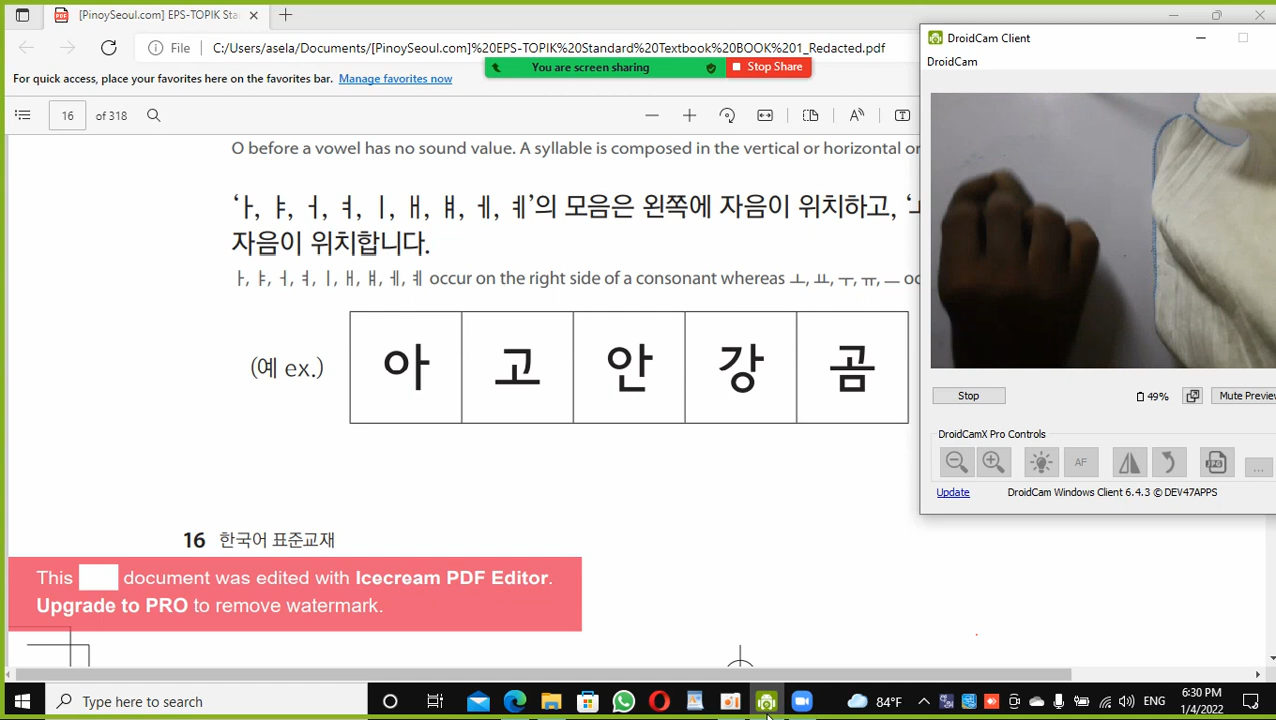 [PinoySeoul.com] EPS-TOPIK Sta
File
C:/Users/asela/Documents/[PinoySeoul.com]%20EPS-TOPIK%20Standard%20Textbook%20BOOK%201_Redacted.pdf
For quick access, place your favorites here on the favorites bar. Manage favorites now
You are screen sharing
Stop Share
16 of 318
O before a vowel has no sound value. A syllable is composed in the vertical or horizontal or
‘ㅏ, ㅑ, ㅓ, ㅕ, ㅣ, ㅐ, ㅒ, ㅔ, ㅖ’의 모음은 왼쪽에 자음이 위치하고, ‘ㅗ
자음이 위치합니다.
ㅏ, ㅑ, ㅓ, ㅕ, ㅣ, ㅐ, ㅒ, ㅔ, ㅖ occur on the right side of a consonant whereas ㅗ, ㅛ, ㅜ, ㅠ, ㅡ oc
(예 ex.) 아 고 안 강 곰
16 한국어 표준교재
This document was edited with Icecream PDF Editor.
Upgrade to PRO to remove watermark.
DroidCam Client
DroidCam
Stop
49%
Mute Preview
DroidCamX Pro Controls
AF
JPG
...
Update
DroidCam Windows Client 6.4.3 © DEV47APPS
Type here to search
84°F
ENG
6:30 PM
1/4/2022